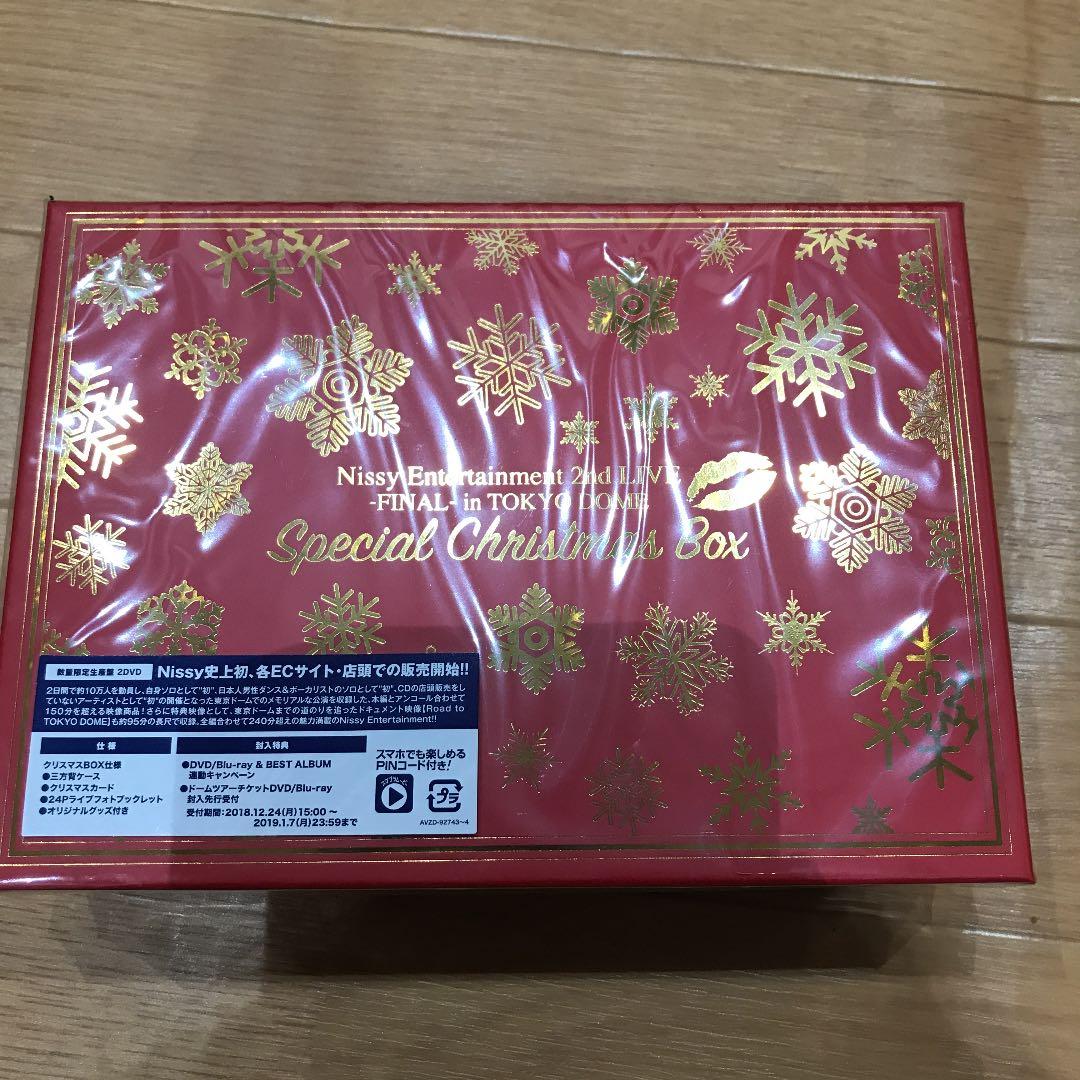 Nissy Entertainment 2nd LIVE
-FINAL- in TOKYO DOME
Special Christmas Box
数量限定生産盤 2DVD
Nissy史上初、各ECサイト・店頭での販売開始!!
2日間で約10万人を動員し、自身ソロとして"初"、日本人男性ダンス&ボーカリストのソロとして"初"、CDの店頭販売をし
ていないアーティストとして"初"の開催となった東京ドームでのメモリアルな公演を収録した、本編とアンコール合わせて
150分を超える映像商品!さらに特典映像として、東京ドームまでの道のりを追ったドキュメント映像【Road to
TOKYO DOME】も約95分の長尺で収録。全編合わせて240分超えの魅力満載のNissy Entertainment!!
仕様
クリスマスBOX仕様
●三方背ケース
●クリスマスカード
●24Pライブフォトブックレット
●オリジナルグッズ付き
封入特典
●DVD/Blu-ray & BEST ALBUM
連動キャンペーン
●ドームツアーチケットDVD/Blu-ray
封入先行受付
受付期間:2018.12.24(月)15:00〜
2019.1.7(月)23:59まで
スマホでも楽しめる
PINコード付き!
スマプラムービー
プラ
AVZD-92743~4